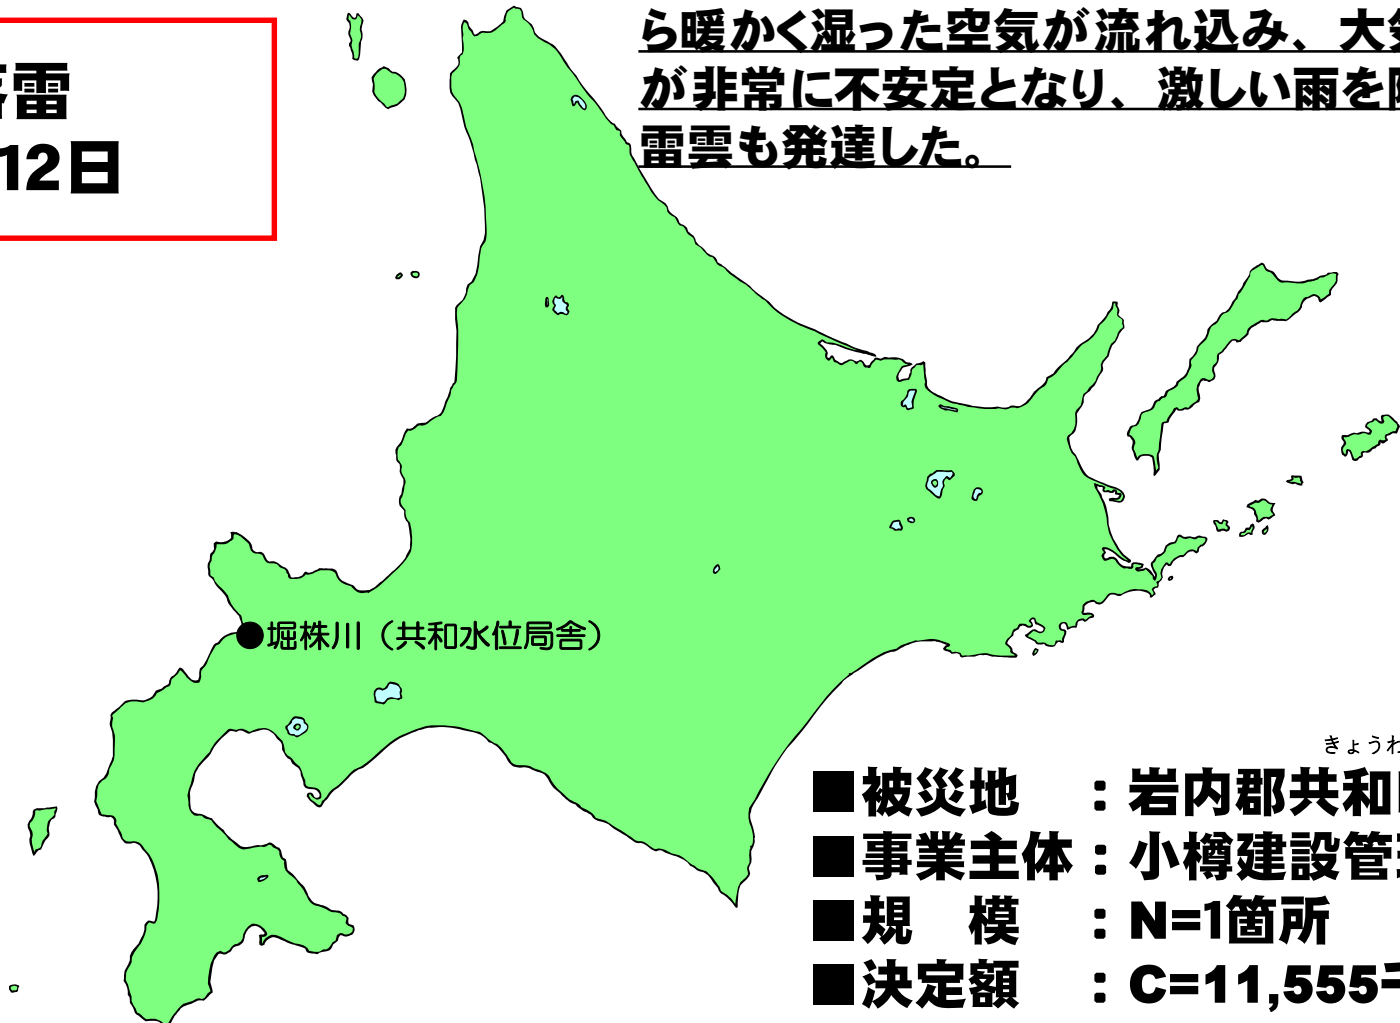 雷
12日
ら暖かく湿った空気が流れ込み、大
が非常に不安定となり、激しい雨を
雷雲も発達した。
●堀株川（共和水位局舎）
きょうわ
■被災地　：岩内郡共和
■事業主体：小樽建設管
■規　模　：N=1箇所
■決定額　：C=11,555千